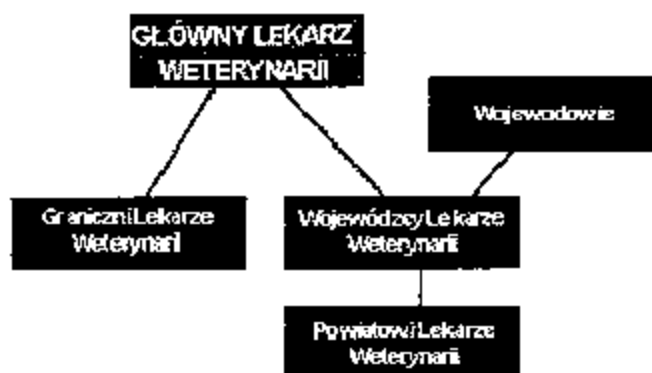 GŁÓWNY LEKARZ
WETERYNARII
Wojewodowie
Graniczni Lekarze
Weterynarii
Wojewódzcy Lekarze
Weterynarii
Powiatowi Lekarze
Weterynarii